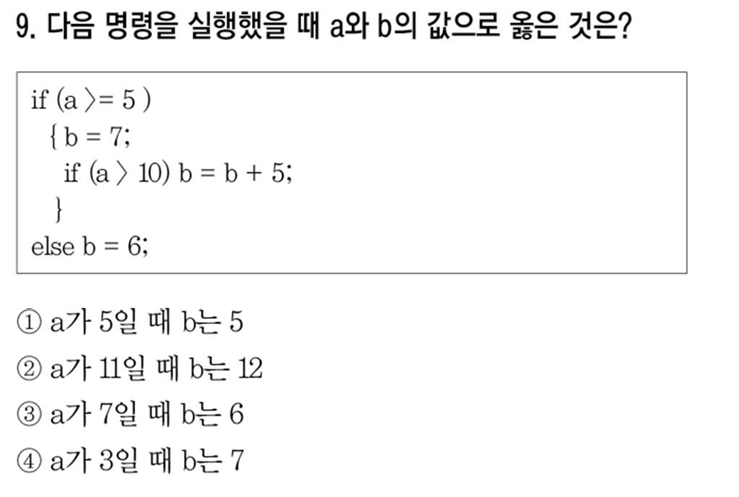 9. 다음 명령을 실행했을 때 a와 b의 값으로 옳은 것은?
if (a 〉= 5 )
{ b = 7;
if (a 〉 10) b = b + 5;
}
else b = 6;
① a가 5일 때 b는 5
② a가 11일 때 b는 12
③ a가 7일 때 b는 6
④ a가 3일 때 b는 7